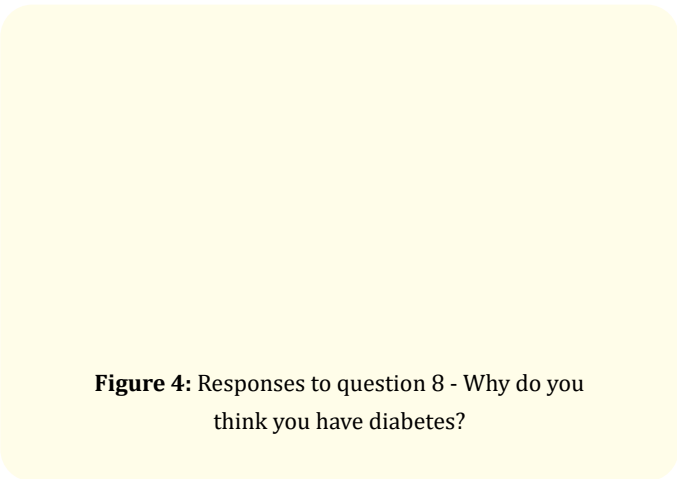 Figure 4: Responses to question 8 - Why do you
think you have diabetes?